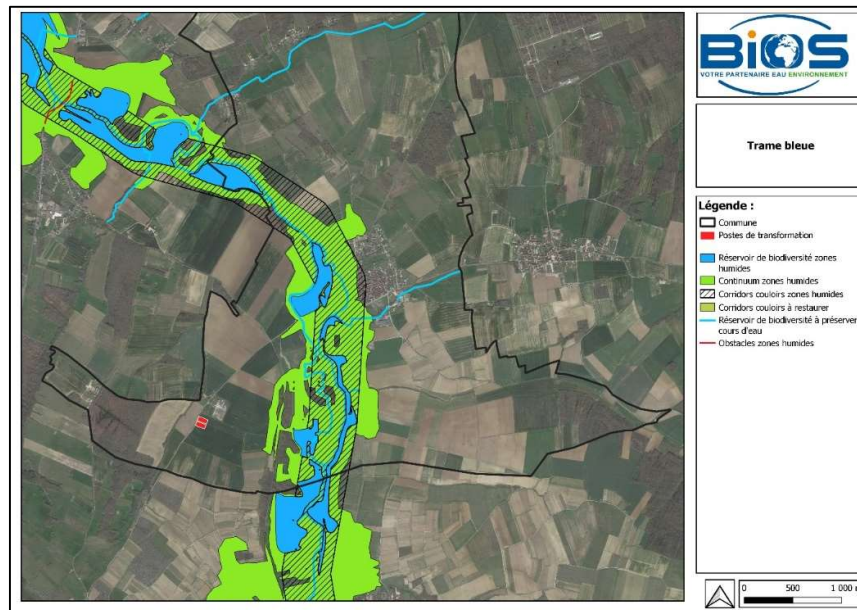 BIOS
VOTRE PARTENAIRE EAU ENVIRONNEMENT
Trame bleue
Légende :
Commune
Postes de transformation
Réservoir de biodiversité zones
humides
Continuum zones humides
Corridors couloirs zones humides
Corridors couloirs à restaurer
Réservoir de biodiversité à préserver
cours d'eau
Obstacles zones humides
0 500 1 000 m